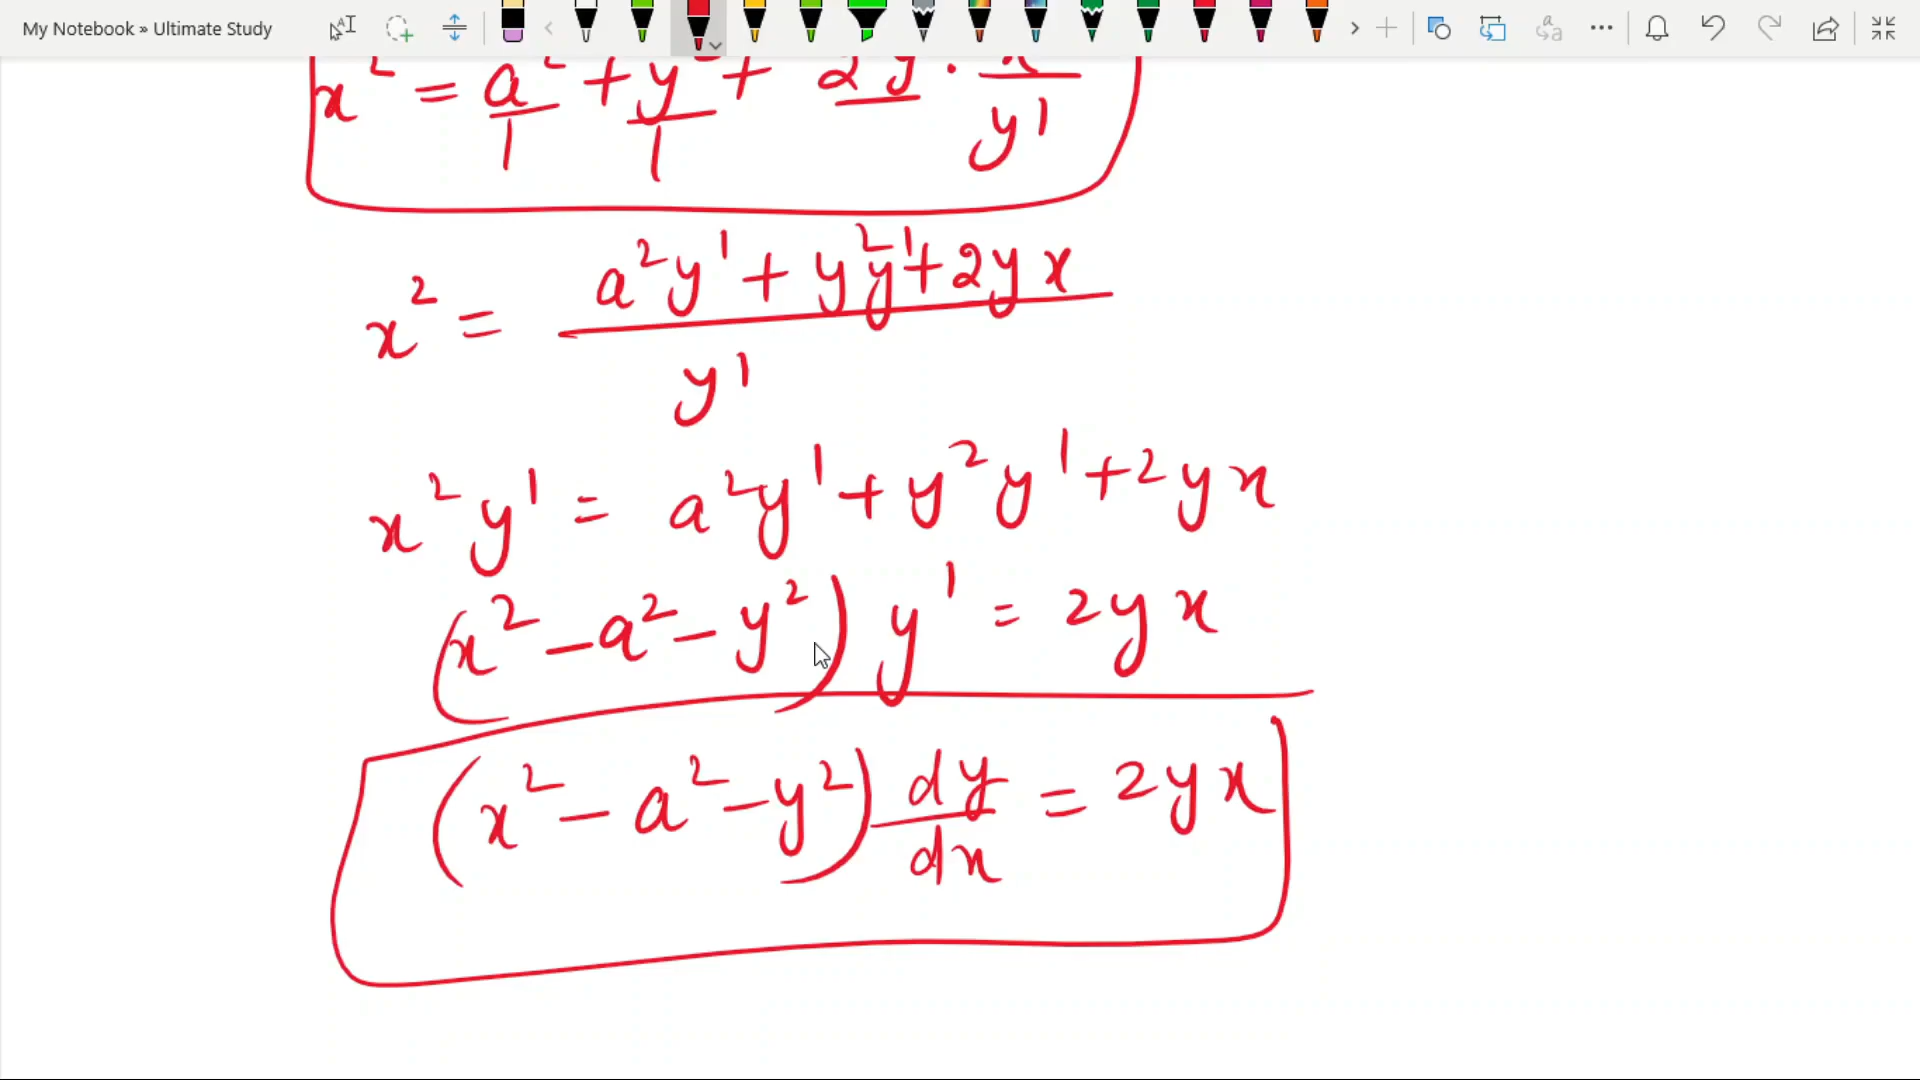 My Notebook » Ultimate Study
x² = a²/1 + y²/1 + 2y · x/y'
x² = (a²y' + y²y' + 2yx)/y'
x²y' = a²y' + y²y' + 2yx
(x² − a² − y²) y' = 2yx
(x² − a² − y²) dy/dx = 2yx